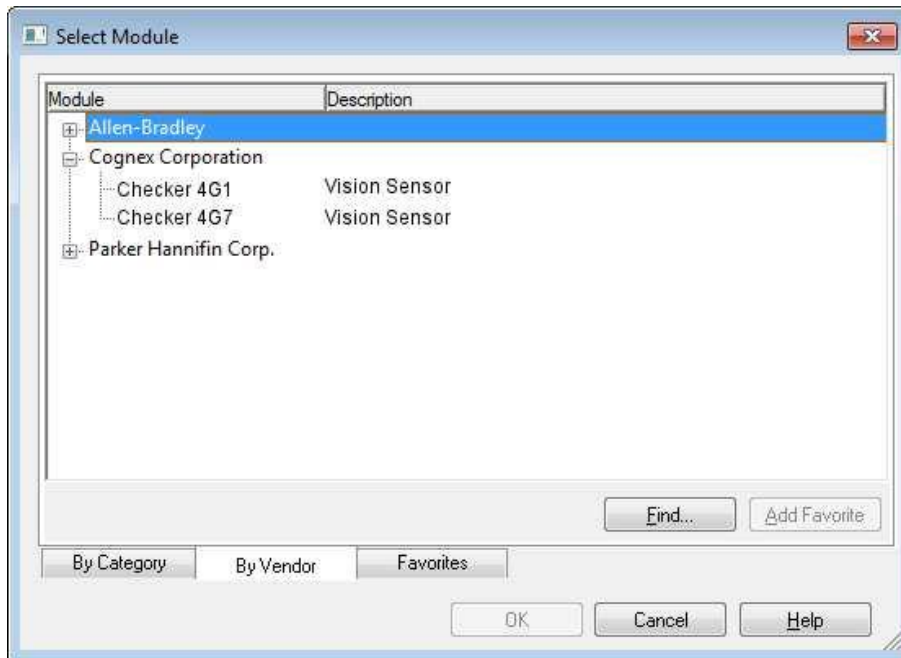 Select Module
Module Description
Allen-Bradley
Cognex Corporation
Checker 4G1 Vision Sensor
Checker 4G7 Vision Sensor
Parker Hannifin Corp.
Find... Add Favorite
By Category By Vendor Favorites
OK Cancel Help